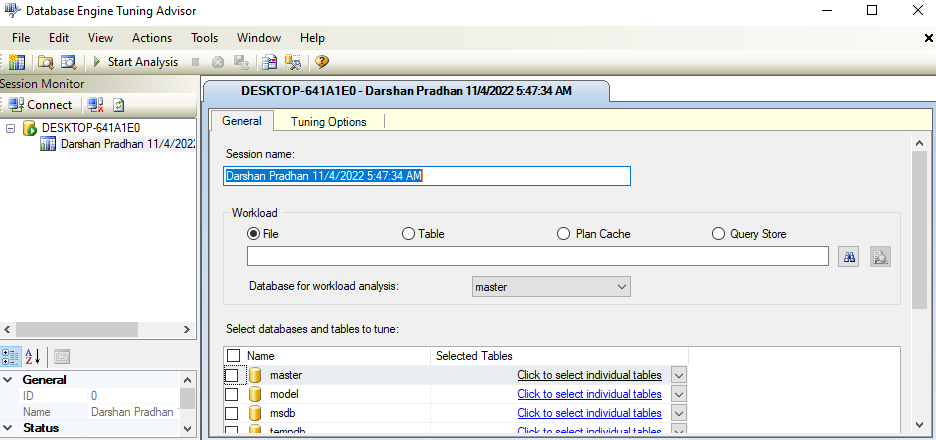 Database Engine Tuning Advisor
File Edit View Actions Tools Window Help
Start Analysis
Session Monitor
Connect
DESKTOP-641A1E0
Darshan Pradhan 11/4/202
General
ID 0
Name Darshan Pradhan
Status
DESKTOP-641A1E0 - Darshan Pradhan 11/4/2022 5:47:34 AM
General Tuning Options
Session name:
Darshan Pradhan 11/4/2022 5:47:34 AM
Workload
File Table Plan Cache Query Store
Database for workload analysis: master
Select databases and tables to tune:
Name Selected Tables
master Click to select individual tables
model Click to select individual tables
msdb Click to select individual tables
tempdb Click to select individual tables